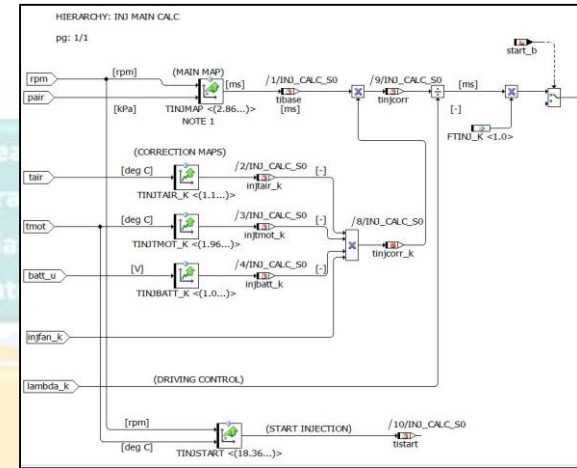 HIERARCHY: INJ MAIN CALC
pg: 1/1
start_b
rpm
[rpm]
(MAIN MAP)
[ms]
/1/INJ_CALC_S0
/9/INJ_CALC_S0
[ms]
pair
[kPa]
TINJMAP <(2.86...)>
NOTE 1
tibase
[ms]
tinjcorr
[-]
FTINJ_K <1.0>
(CORRECTION MAPS)
tair
[deg C]
/2/INJ_CALC_S0
[-]
injtair_k
TINJTAIR_K <(1.1...)>
tmot
[deg C]
/3/INJ_CALC_S0
[-]
injtmot_k
TINJTMOT_K <(1.96...)>
/8/INJ_CALC_S0
tinjcorr_k
batt_u
[V]
/4/INJ_CALC_S0
[-]
injbatt_k
TINJBATT_K <(1.0...)>
injfan_k
lambda_k
(DRIVING CONTROL)
[rpm]
(START INJECTION)
/10/INJ_CALC_S0
[deg C]
tistart
TINJSTART <(18.36...)>